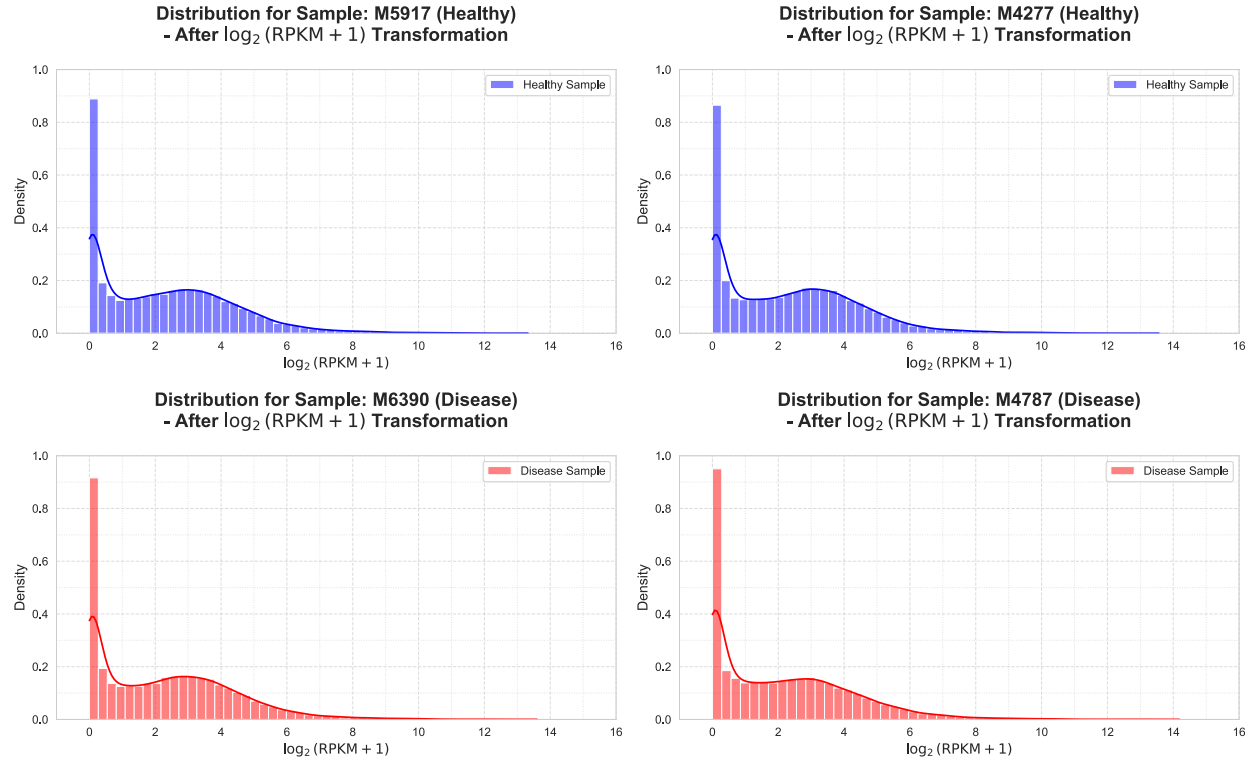 Distribution for Sample: M5917 (Healthy)
- After log₂ (RPKM + 1) Transformation
1.0
0.8
0.6
0.4
0.2
0.0
Density
Healthy Sample
0 2 4 6 8 10 12 14 16
log₂ (RPKM + 1)
Distribution for Sample: M4277 (Healthy)
- After log₂ (RPKM + 1) Transformation
1.0
0.8
0.6
0.4
0.2
0.0
Density
Healthy Sample
0 2 4 6 8 10 12 14 16
log₂ (RPKM + 1)
Distribution for Sample: M6390 (Disease)
- After log₂ (RPKM + 1) Transformation
1.0
0.8
0.6
0.4
0.2
0.0
Density
Disease Sample
0 2 4 6 8 10 12 14 16
log₂ (RPKM + 1)
Distribution for Sample: M4787 (Disease)
- After log₂ (RPKM + 1) Transformation
1.0
0.8
0.6
0.4
0.2
0.0
Density
Disease Sample
0 2 4 6 8 10 12 14 16
log₂ (RPKM + 1)